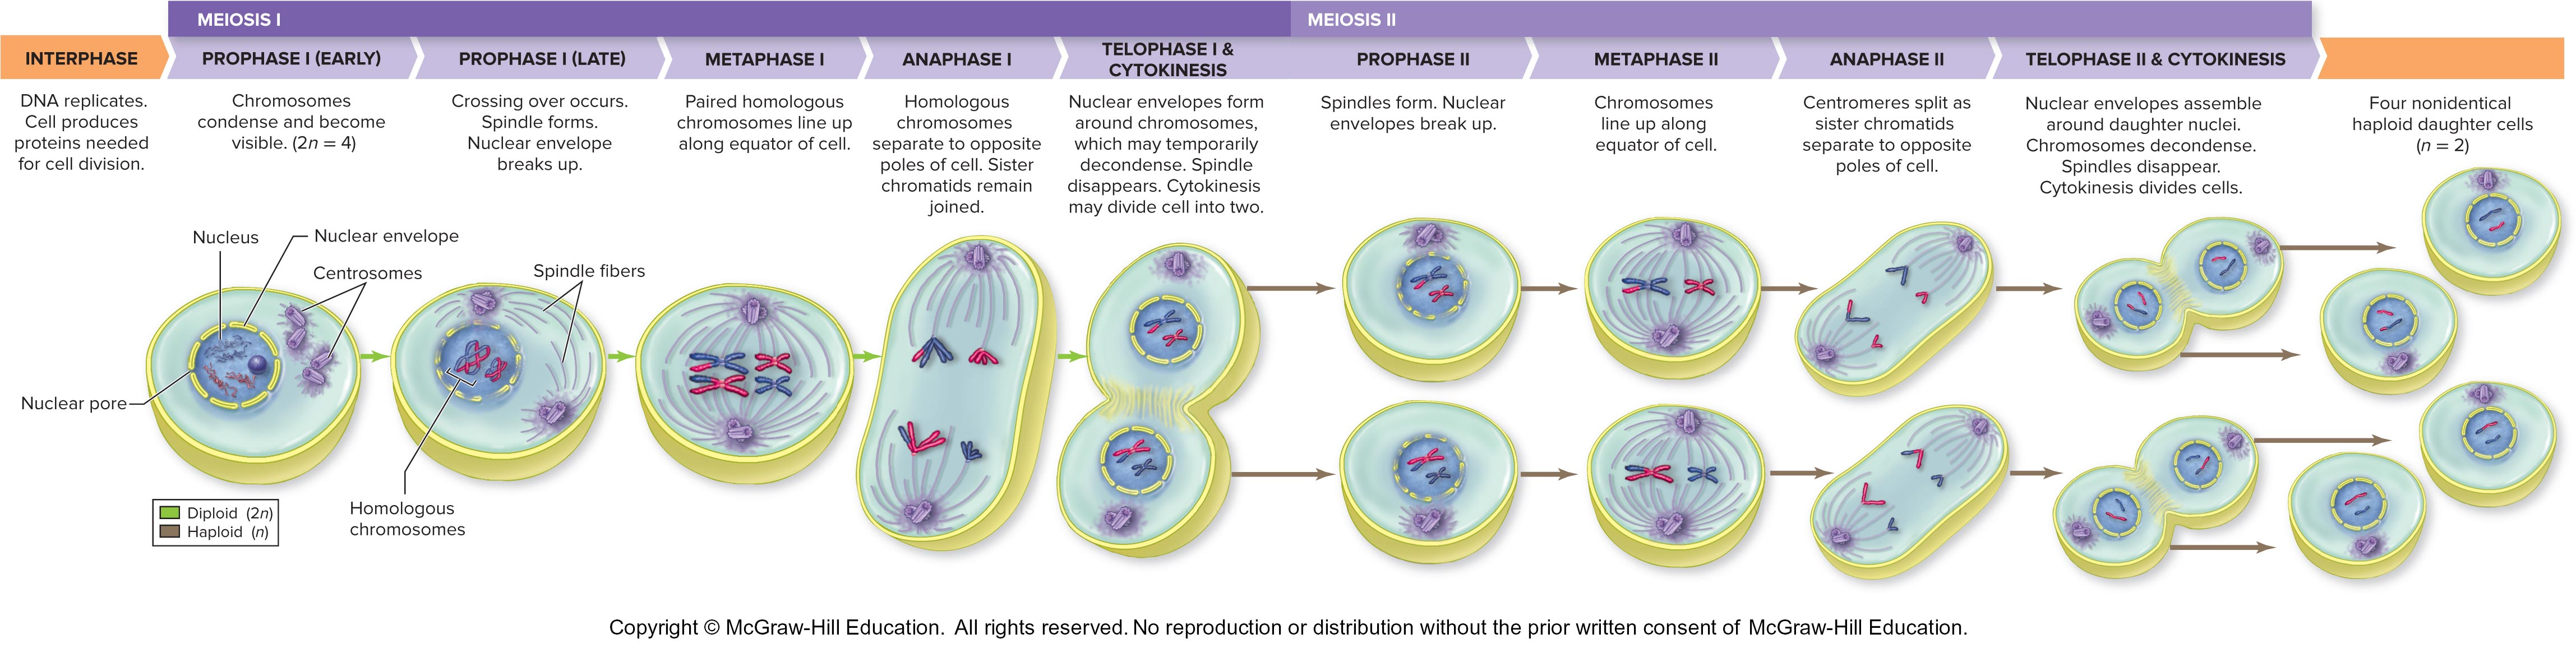 MEIOSIS I
MEIOSIS II
INTERPHASE
PROPHASE I (EARLY)
PROPHASE I (LATE)
METAPHASE I
ANAPHASE I
TELOPHASE I &
CYTOKINESIS
PROPHASE II
METAPHASE II
ANAPHASE II
TELOPHASE II & CYTOKINESIS
DNA replicates.
Cell produces
proteins needed
for cell division.
Chromosomes
condense and become
visible. (2n = 4)
Crossing over occurs.
Spindle forms.
Nuclear envelope
breaks up.
Paired homologous
chromosomes line up
along equator of cell.
Homologous
chromosomes
separate to opposite
poles of cell. Sister
chromatids remain
joined.
Nuclear envelopes form
around chromosomes,
which may temporarily
decondense. Spindle
disappears. Cytokinesis
may divide cell into two.
Spindles form. Nuclear
envelopes break up.
Chromosomes
line up along
equator of cell.
Centromeres split as
sister chromatids
separate to opposite
poles of cell.
Nuclear envelopes assemble
around daughter nuclei.
Chromosomes decondense.
Spindles disappear.
Cytokinesis divides cells.
Four nonidentical
haploid daughter cells
(n = 2)
Nucleus
Nuclear envelope
Centrosomes
Spindle fibers
Nuclear pore
Homologous
chromosomes
Diploid (2n)
Haploid (n)
Copyright © McGraw-Hill Education. All rights reserved. No reproduction or distribution without the prior written consent of McGraw-Hill Education.